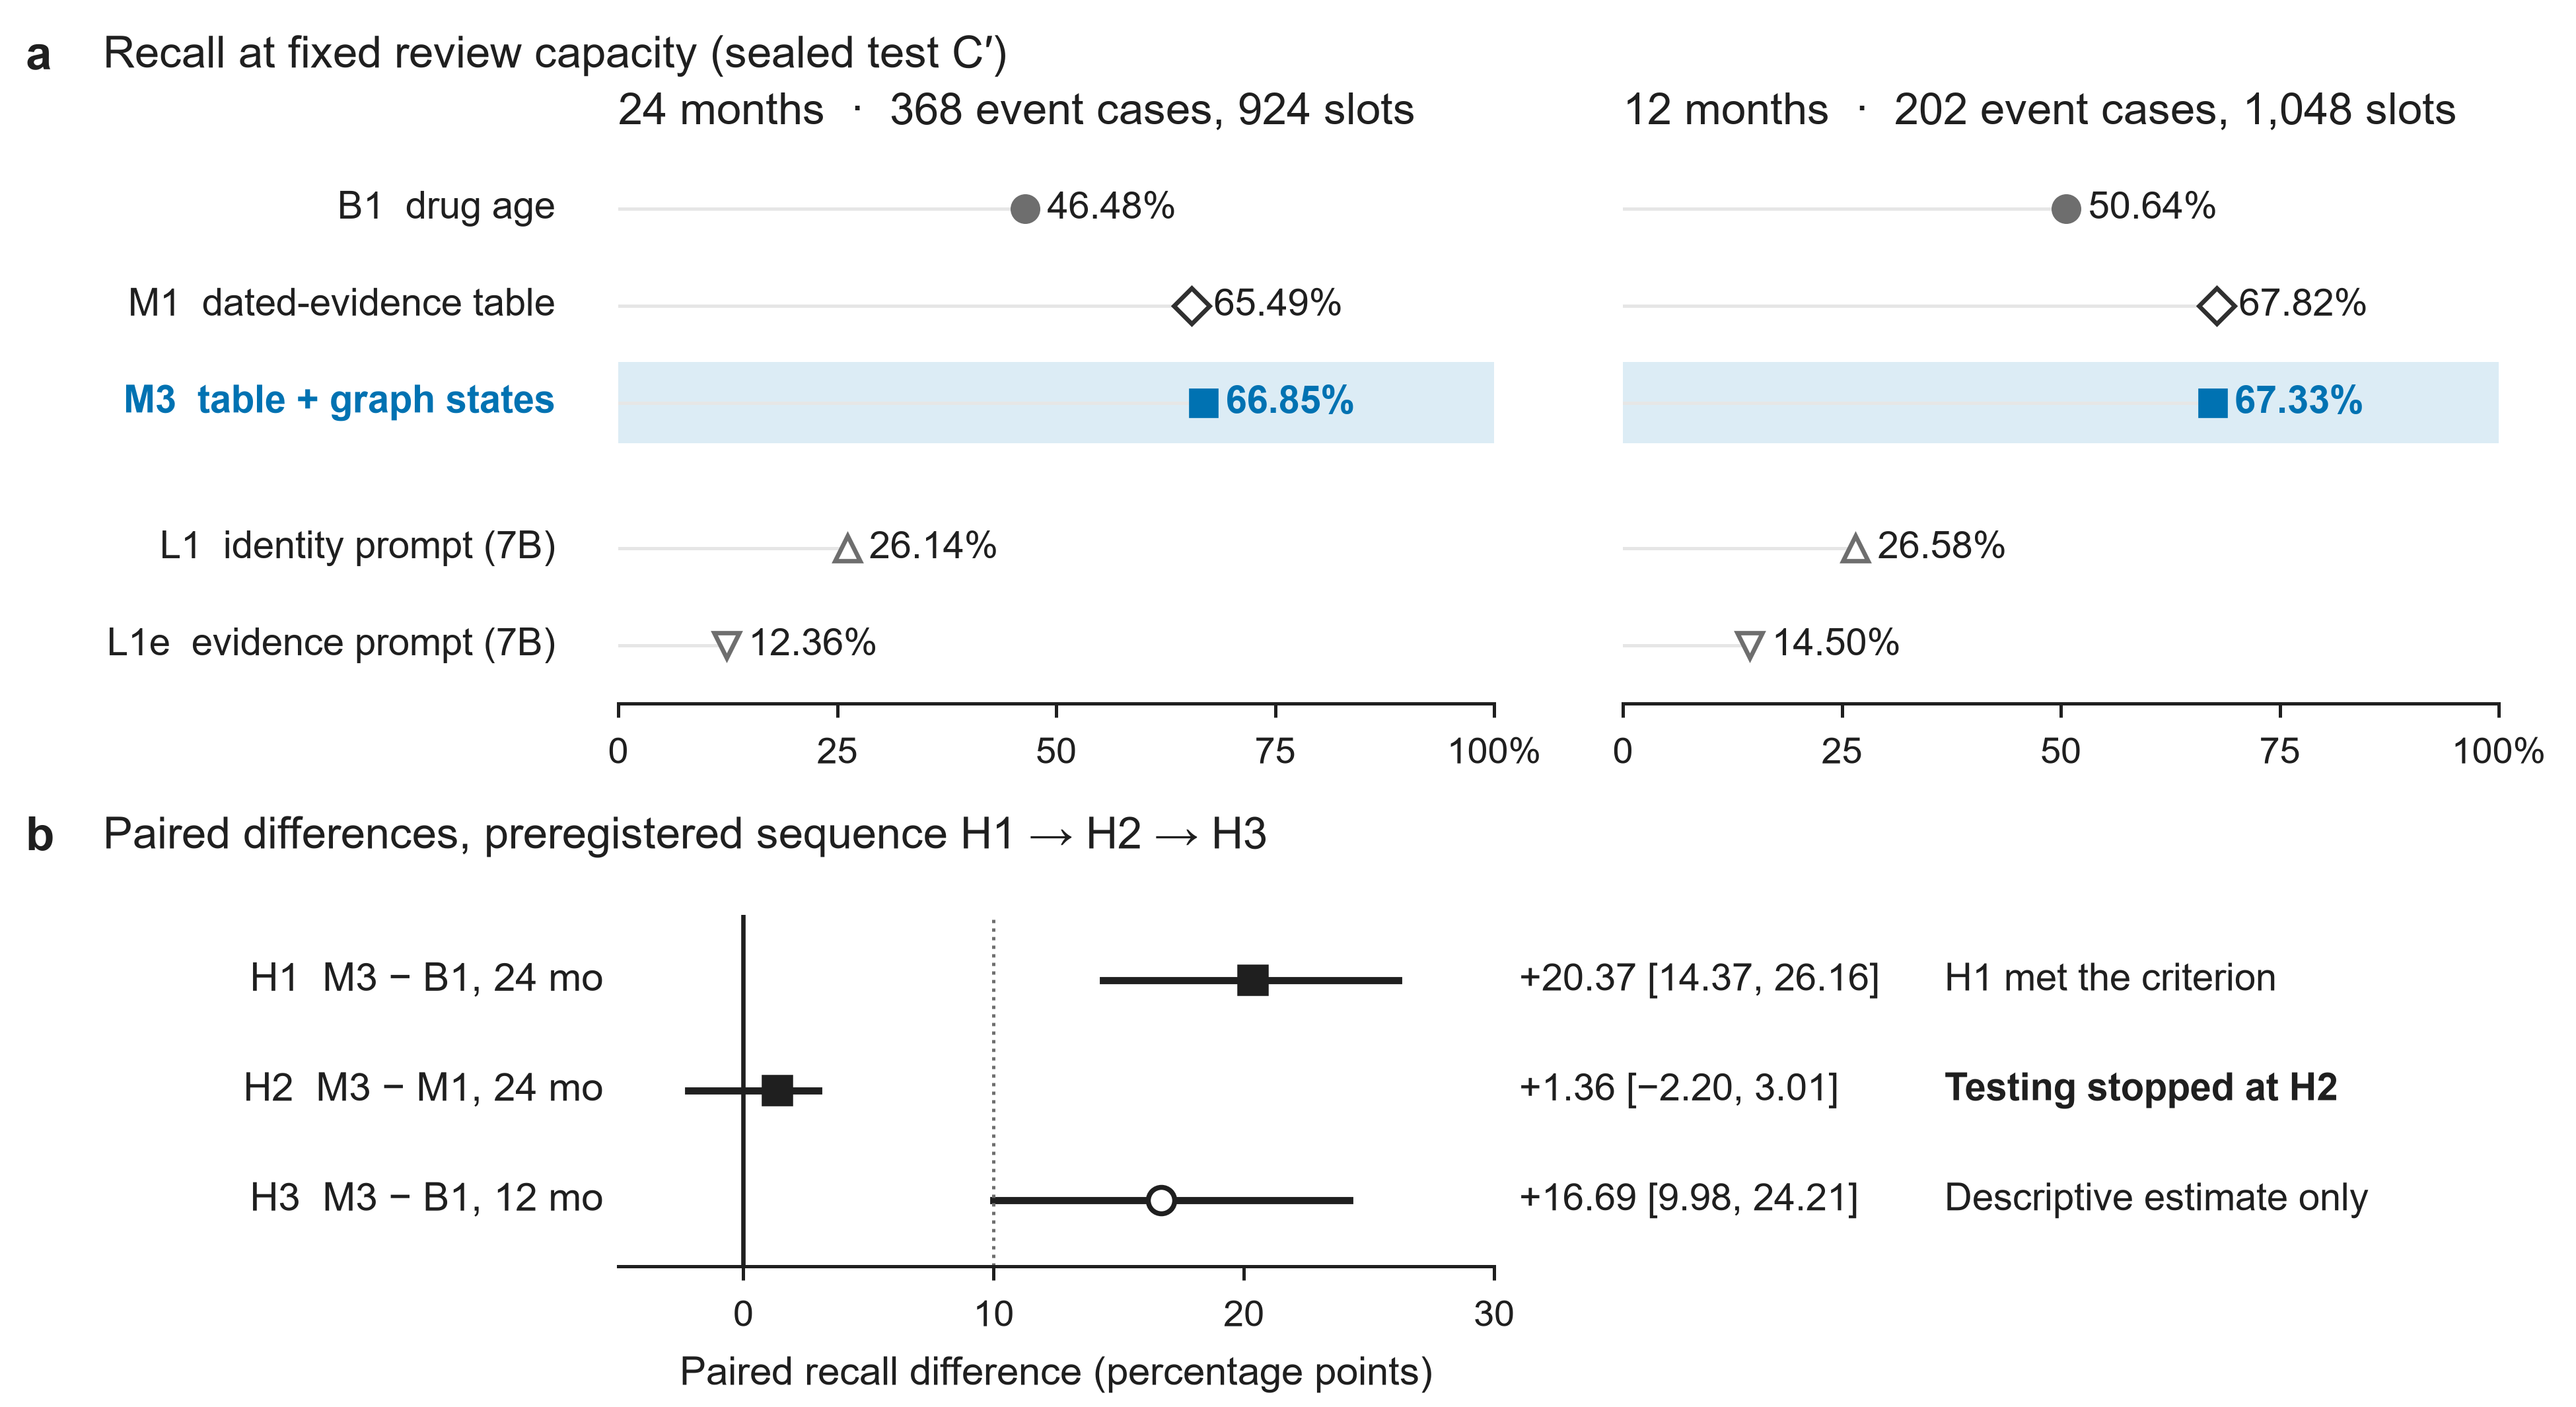 a Recall at fixed review capacity (sealed test C′)
24 months · 368 event cases, 924 slots
12 months · 202 event cases, 1,048 slots
B1 drug age 46.48% 50.64%
M1 dated-evidence table 65.49% 67.82%
M3 table + graph states 66.85% 67.33%
L1 identity prompt (7B) 26.14% 26.58%
L1e evidence prompt (7B) 12.36% 14.50%
0 25 50 75 100% 0 25 50 75 100%
b Paired differences, preregistered sequence H1 → H2 → H3
H1 M3 − B1, 24 mo +20.37 [14.37, 26.16] H1 met the criterion
H2 M3 − M1, 24 mo +1.36 [−2.20, 3.01] Testing stopped at H2
H3 M3 − B1, 12 mo +16.69 [9.98, 24.21] Descriptive estimate only
0 10 20 30
Paired recall difference (percentage points)